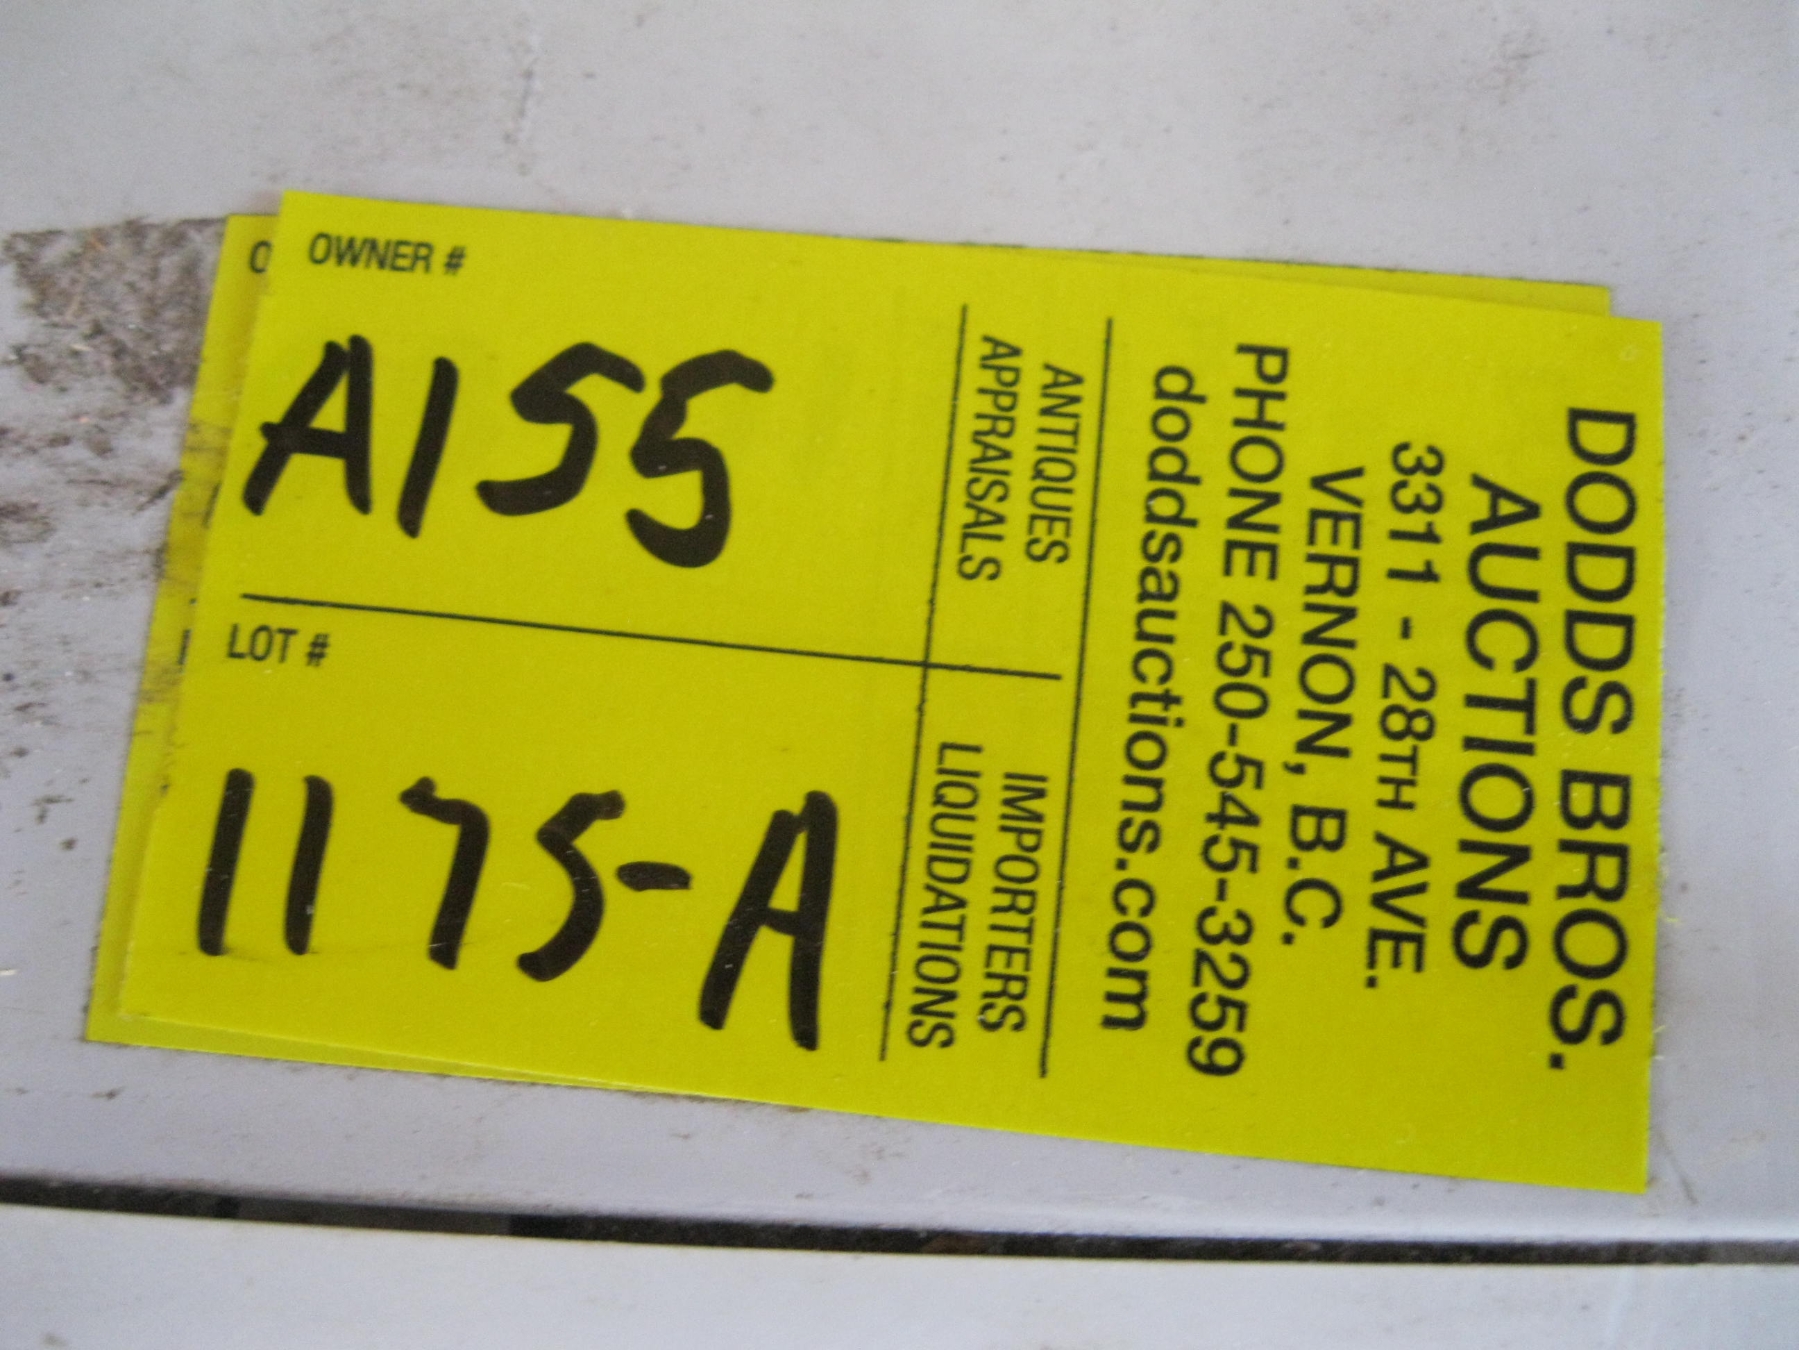 DODDS BROS.
AUCTIONS
3311 - 28TH AVE.
VERNON, B.C.
PHONE 250-545-3259
doddsauctions.com
ANTIQUES
APPRAISALS
IMPORTERS
LIQUIDATIONS
OWNER #
A155
LOT #
1175-A
O